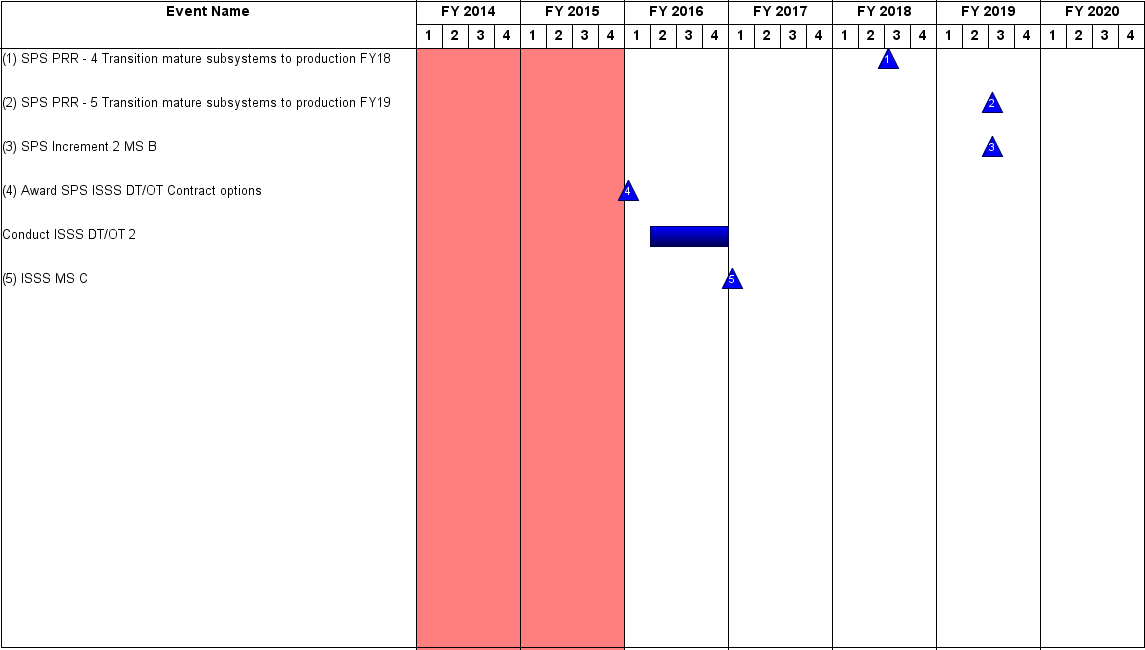 Event Name FY 2014 FY 2015 FY 2016 FY 2017 FY 2018 FY 2019 FY 2020
1 2 3 4 1 2 3 4 1 2 3 4 1 2 3 4 1 2 3 4 1 2 3 4 1 2 3 4
(1) SPS PRR - 4 Transition mature subsystems to production FY18 1
(2) SPS PRR - 5 Transition mature subsystems to production FY19 2
(3) SPS Increment 2 MS B 3
(4) Award SPS ISSS DT/OT Contract options 4
Conduct ISSS DT/OT 2
(5) ISSS MS C 5